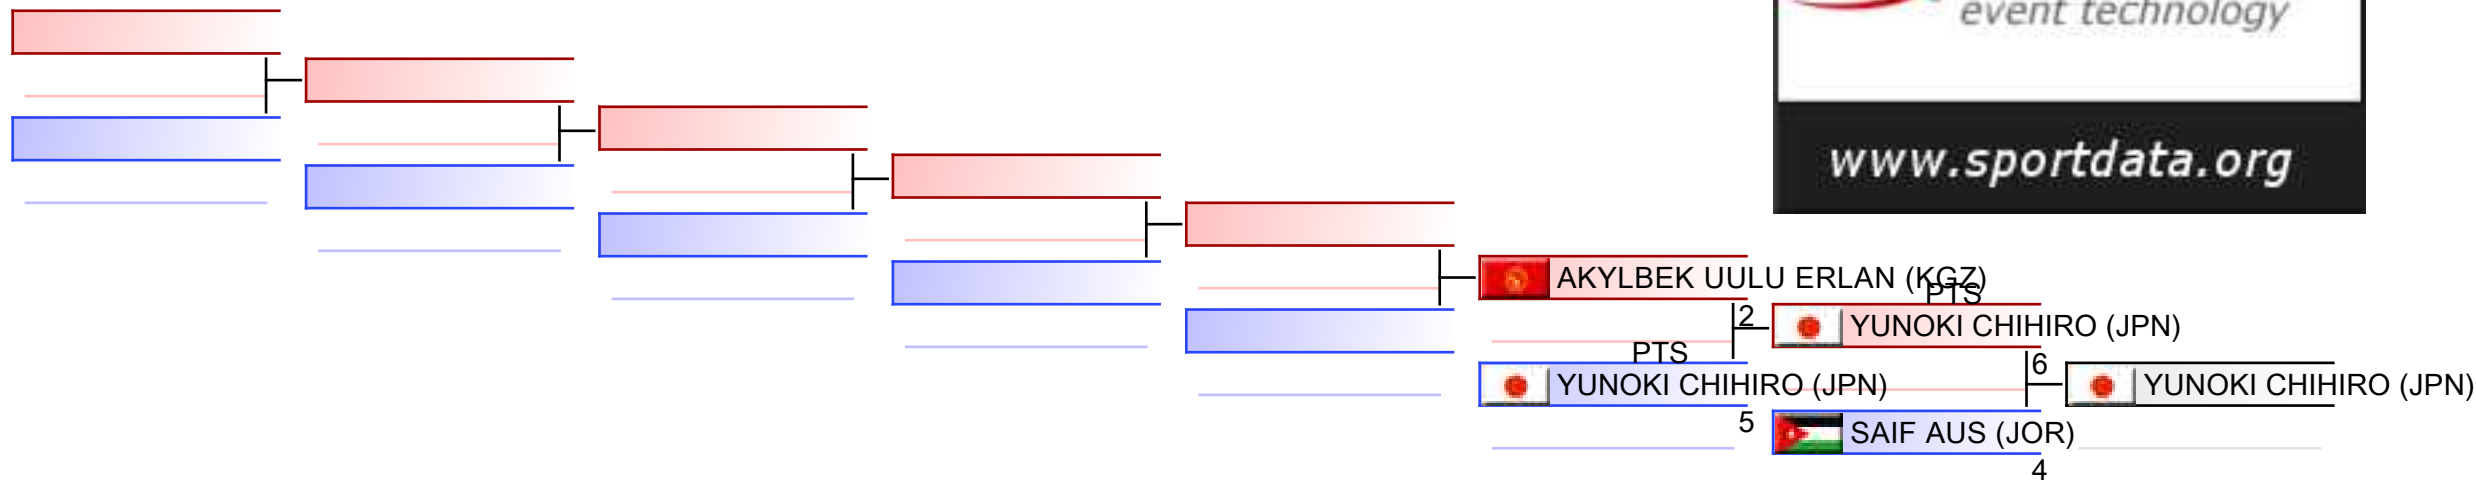 event technology
www.sportdata.org
AKYLBEK UULU ERLAN (KGZ)
PTS
2
YUNOKI CHIHIRO (JPN)
PTS
6
YUNOKI CHIHIRO (JPN)
YUNOKI CHIHIRO (JPN)
5
SAIF AUS (JOR)
4